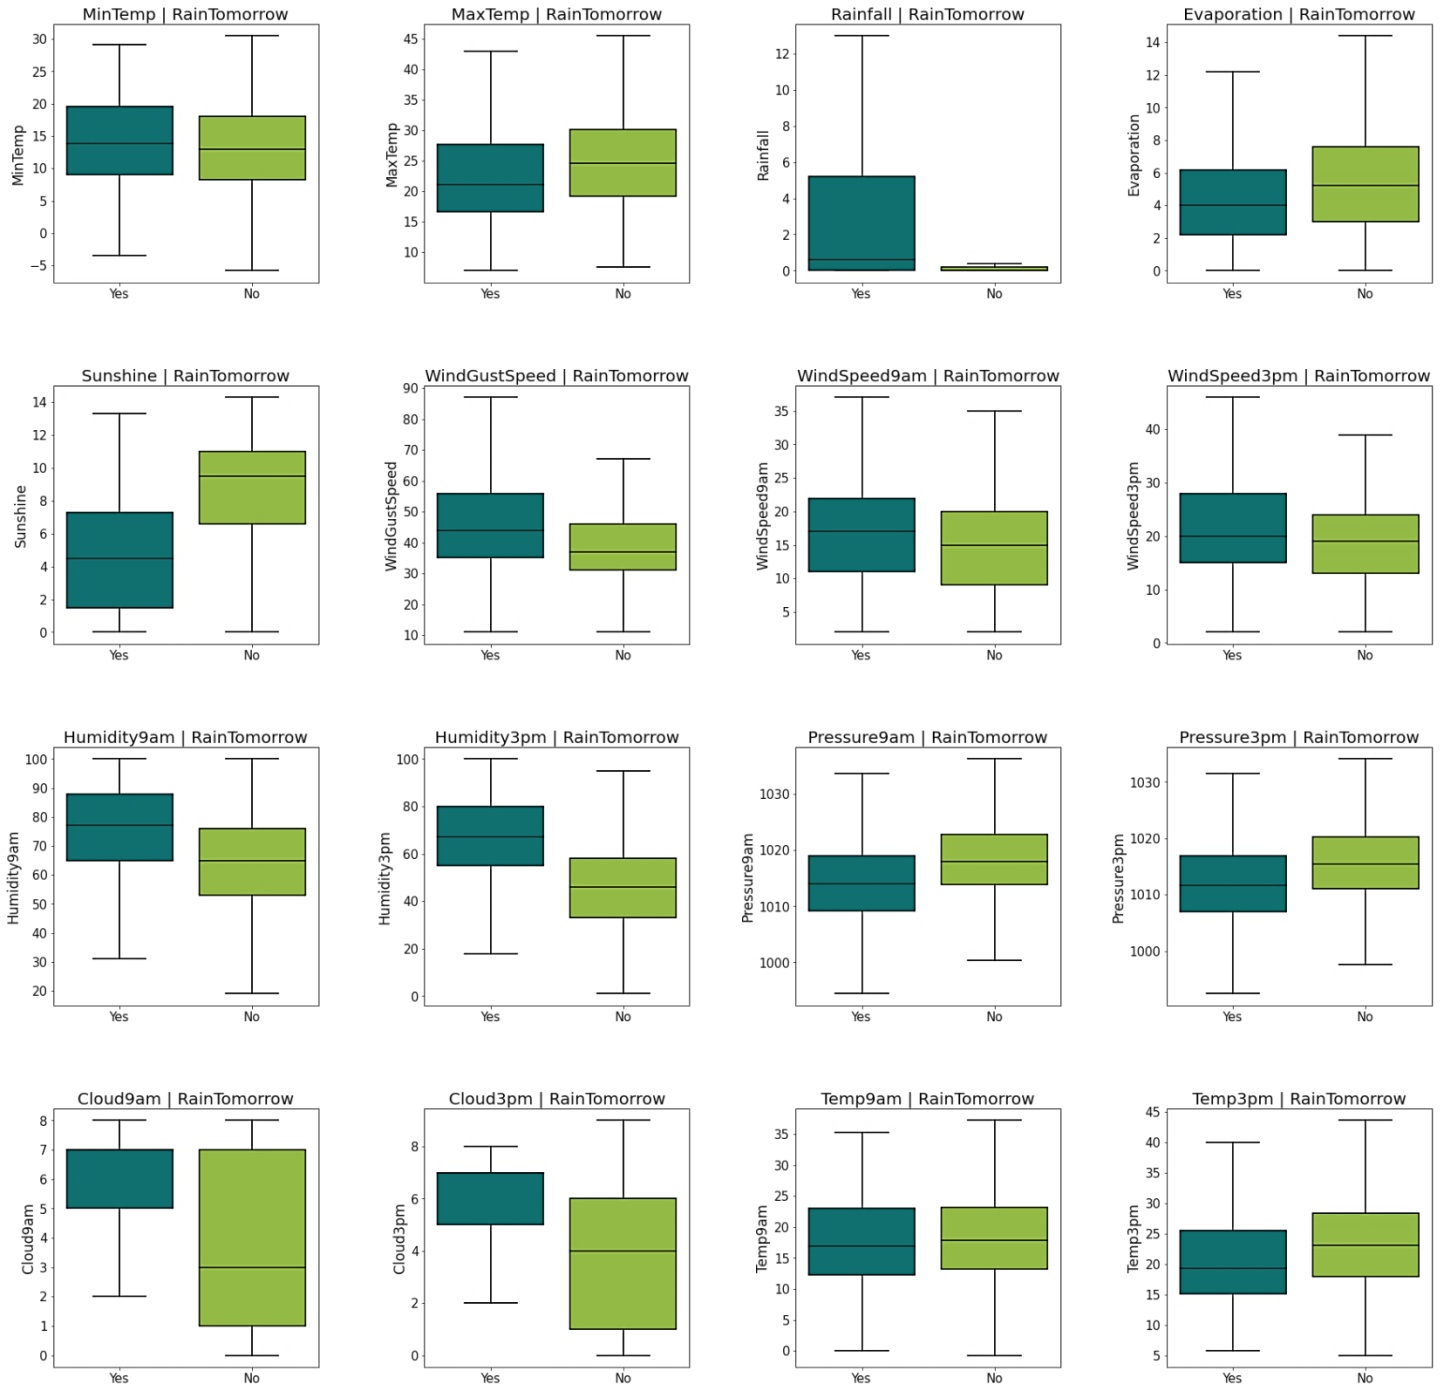 MinTemp | RainTomorrow
MinTemp
30
25
20
15
10
5
0
−5
Yes No
MaxTemp | RainTomorrow
MaxTemp
45
40
35
30
25
20
15
10
Yes No
Rainfall | RainTomorrow
Rainfall
12
10
8
6
4
2
0
Yes No
Evaporation | RainTomorrow
Evaporation
14
12
10
8
6
4
2
0
Yes No
Sunshine | RainTomorrow
Sunshine
14
12
10
8
6
4
2
0
Yes No
WindGustSpeed | RainTomorrow
WindGustSpeed
90
80
70
60
50
40
30
20
10
Yes No
WindSpeed9am | RainTomorrow
WindSpeed9am
35
30
25
20
15
10
5
Yes No
WindSpeed3pm | RainTomorrow
WindSpeed3pm
40
30
20
10
0
Yes No
Humidity9am | RainTomorrow
Humidity9am
100
90
80
70
60
50
40
30
20
Yes No
Humidity3pm | RainTomorrow
Humidity3pm
100
80
60
40
20
0
Yes No
Pressure9am | RainTomorrow
Pressure9am
1030
1020
1010
1000
Yes No
Pressure3pm | RainTomorrow
Pressure3pm
1030
1020
1010
1000
Yes No
Cloud9am | RainTomorrow
Cloud9am
8
7
6
5
4
3
2
1
0
Yes No
Cloud3pm | RainTomorrow
Cloud3pm
8
6
4
2
0
Yes No
Temp9am | RainTomorrow
Temp9am
35
30
25
20
15
10
5
0
Yes No
Temp3pm | RainTomorrow
Temp3pm
45
40
35
30
25
20
15
10
5
Yes No